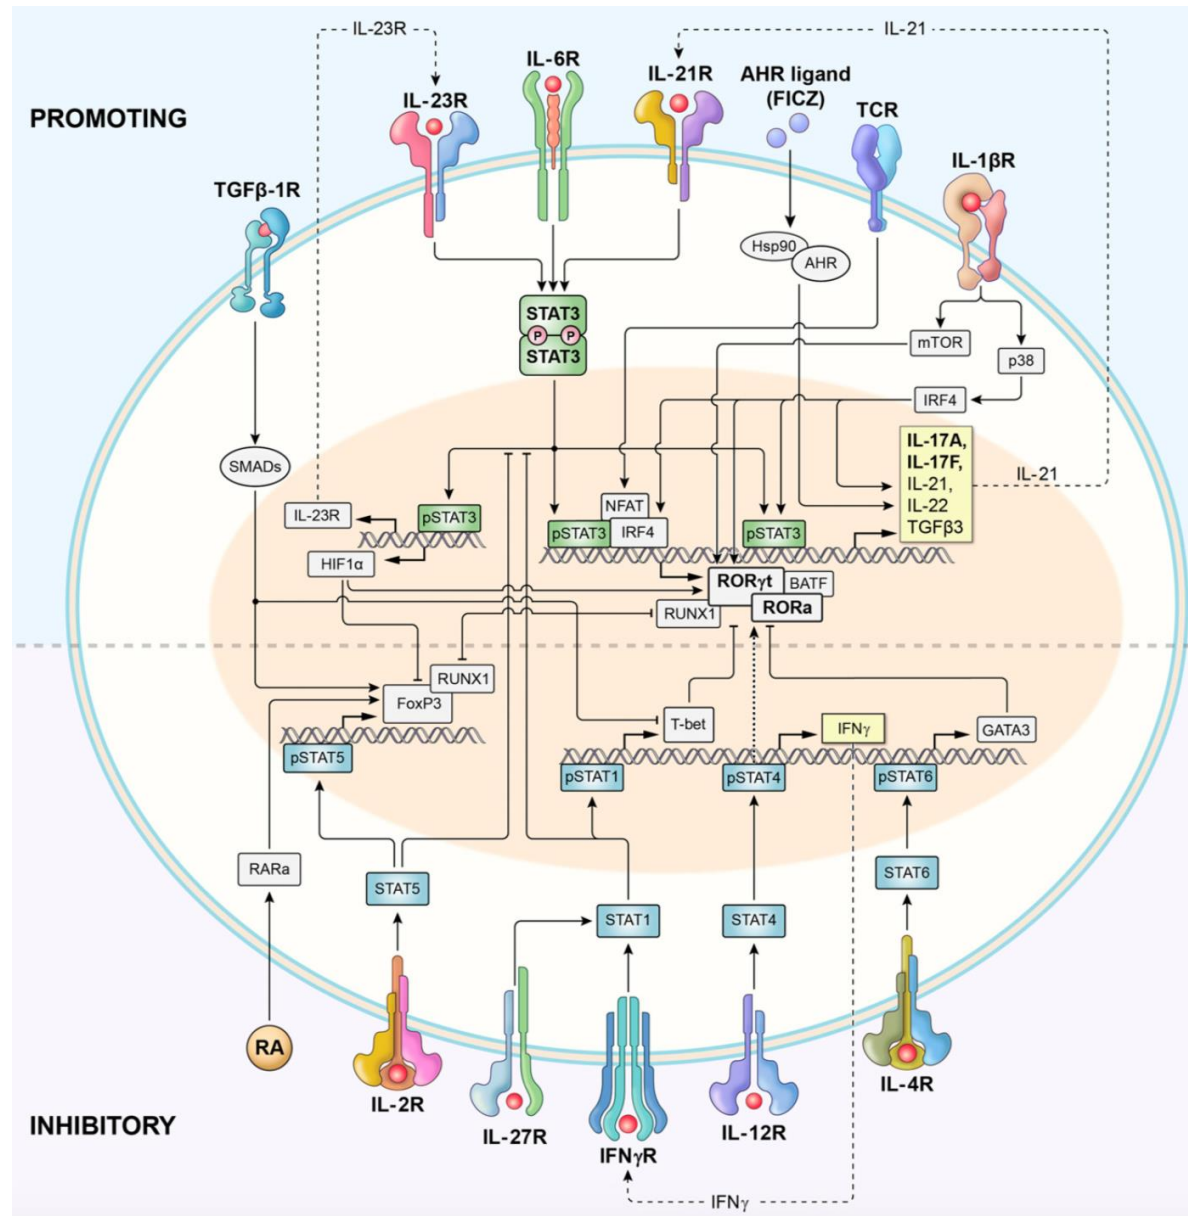 IL-23R
IL-21
IL-6R
IL-23R
IL-21R
AHR ligand
(FICZ)
TCR
PROMOTING
IL-1βR
TGFβ-1R
Hsp90
AHR
STAT3
P
P
STAT3
mTOR
p38
IRF4
IL-17A,
IL-17F,
IL-21,
IL-22
TGFβ3
IL-21
SMADs
IL-23R
pSTAT3
NFAT
pSTAT3
IRF4
pSTAT3
HIF1α
RORγt
BATF
RORa
RUNX1
RUNX1
FoxP3
T-bet
IFNγ
GATA3
pSTAT5
pSTAT1
pSTAT4
pSTAT6
RARa
STAT5
STAT6
STAT1
STAT4
RA
IL-2R
IL-4R
INHIBITORY
IL-27R
IL-12R
IFNγR
IFNγ